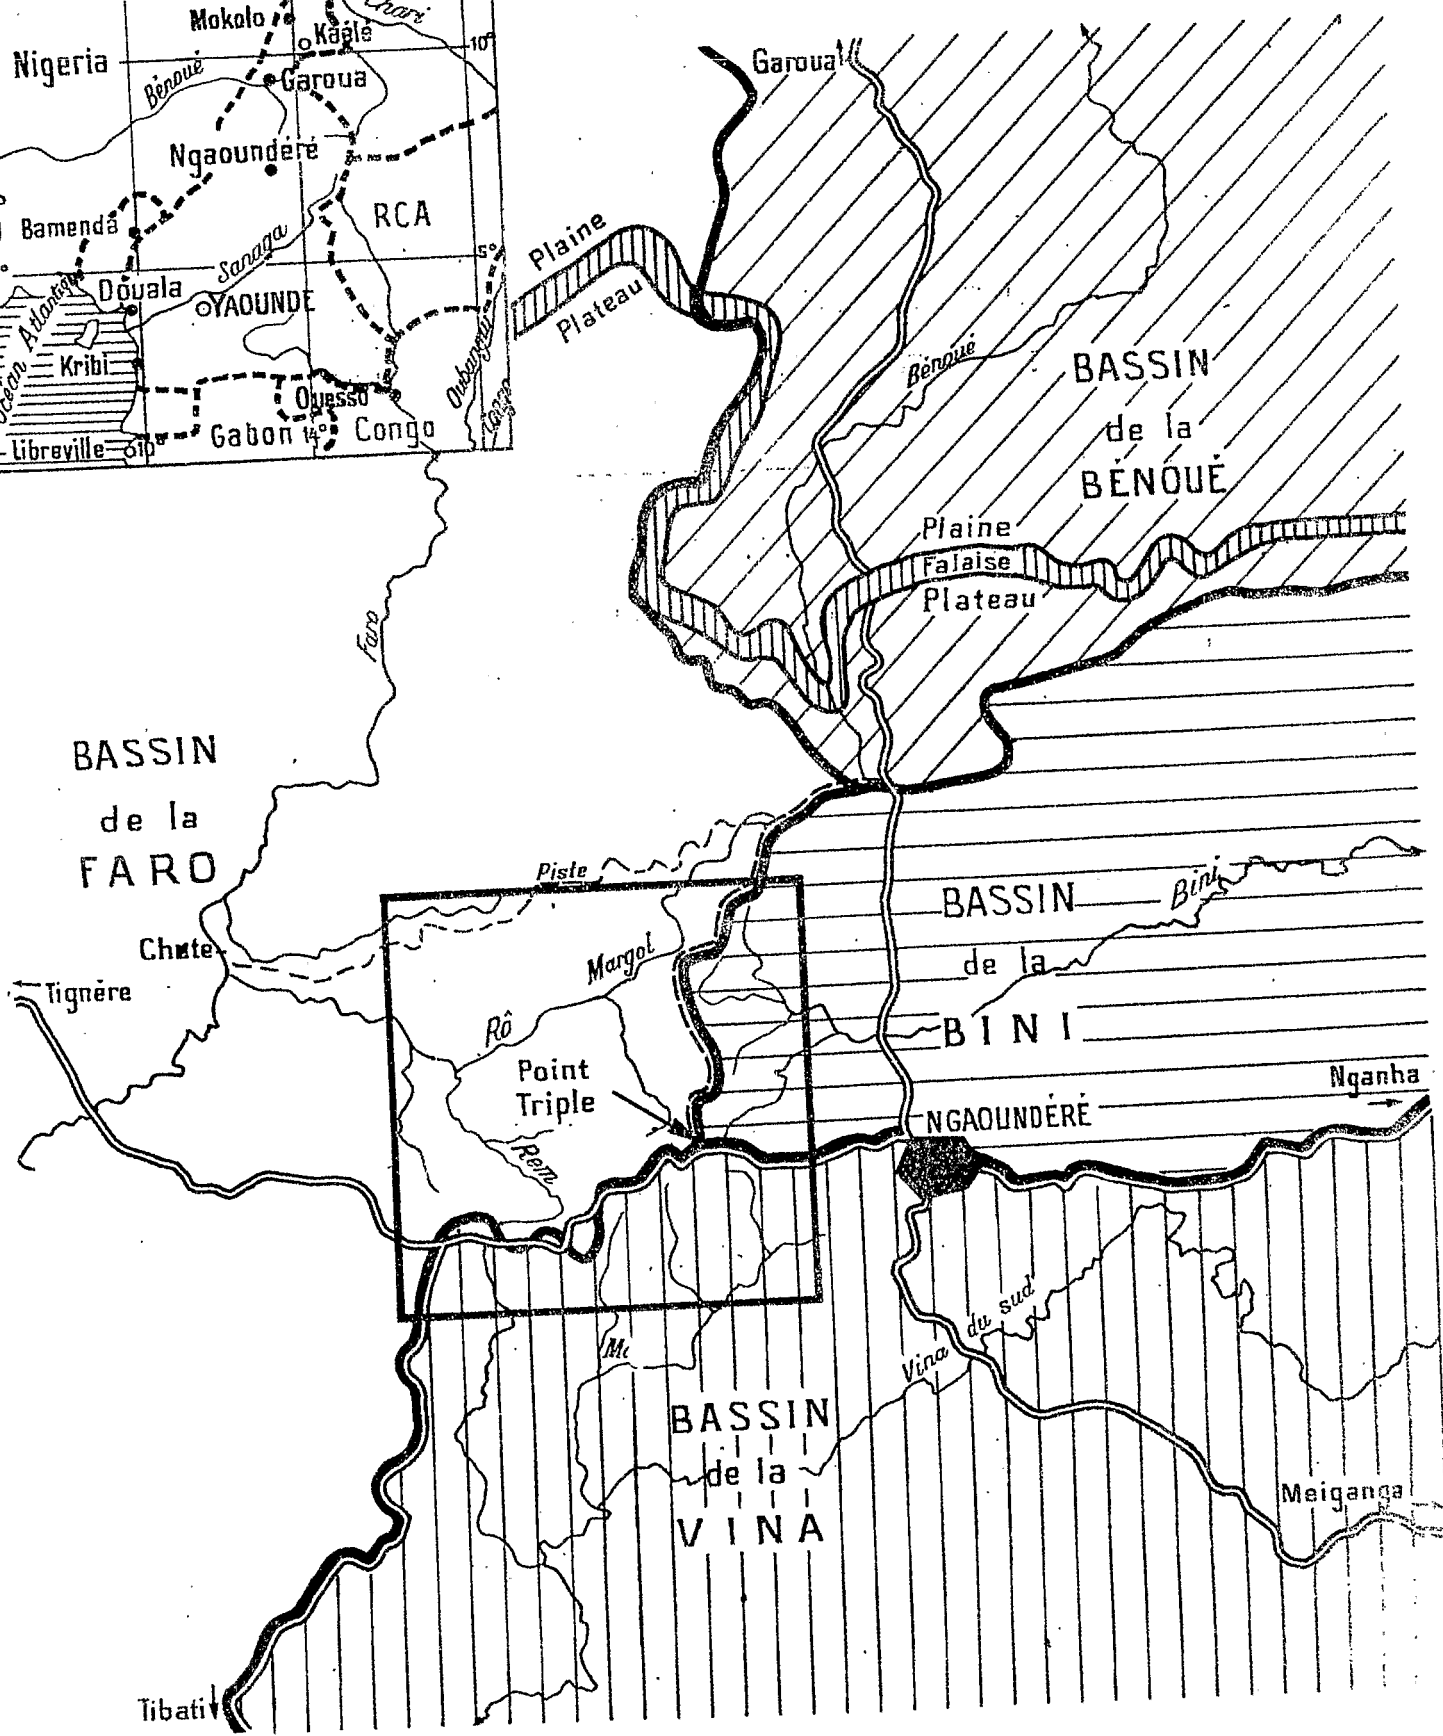 Mokolo
Chari
Kaélé
10°
Nigeria
Bénoué
Garoua
Ngaoundéré
RCA
Bamenda
Sanaga
5°
Douala
YAOUNDE
Océan Atlantique
Kribi
Oubangui
Ouesso
Gabon
14°
Congo
Libreville
10°
Garoua
Plaine
Plateau
Bénoué
BASSIN
de la
BÉNOUÉ
Plaine
Falaise
Plateau
Faro
BASSIN
de la
FARO
Piste
BASSIN
de la
BINI
Bini
Chute
Margol
Tignère
Rô
Point
Triple
Nganha
NGAOUNDÉRÉ
Rem
Vina du sud
BASSIN
de la
VINA
Meiganga
Tibati